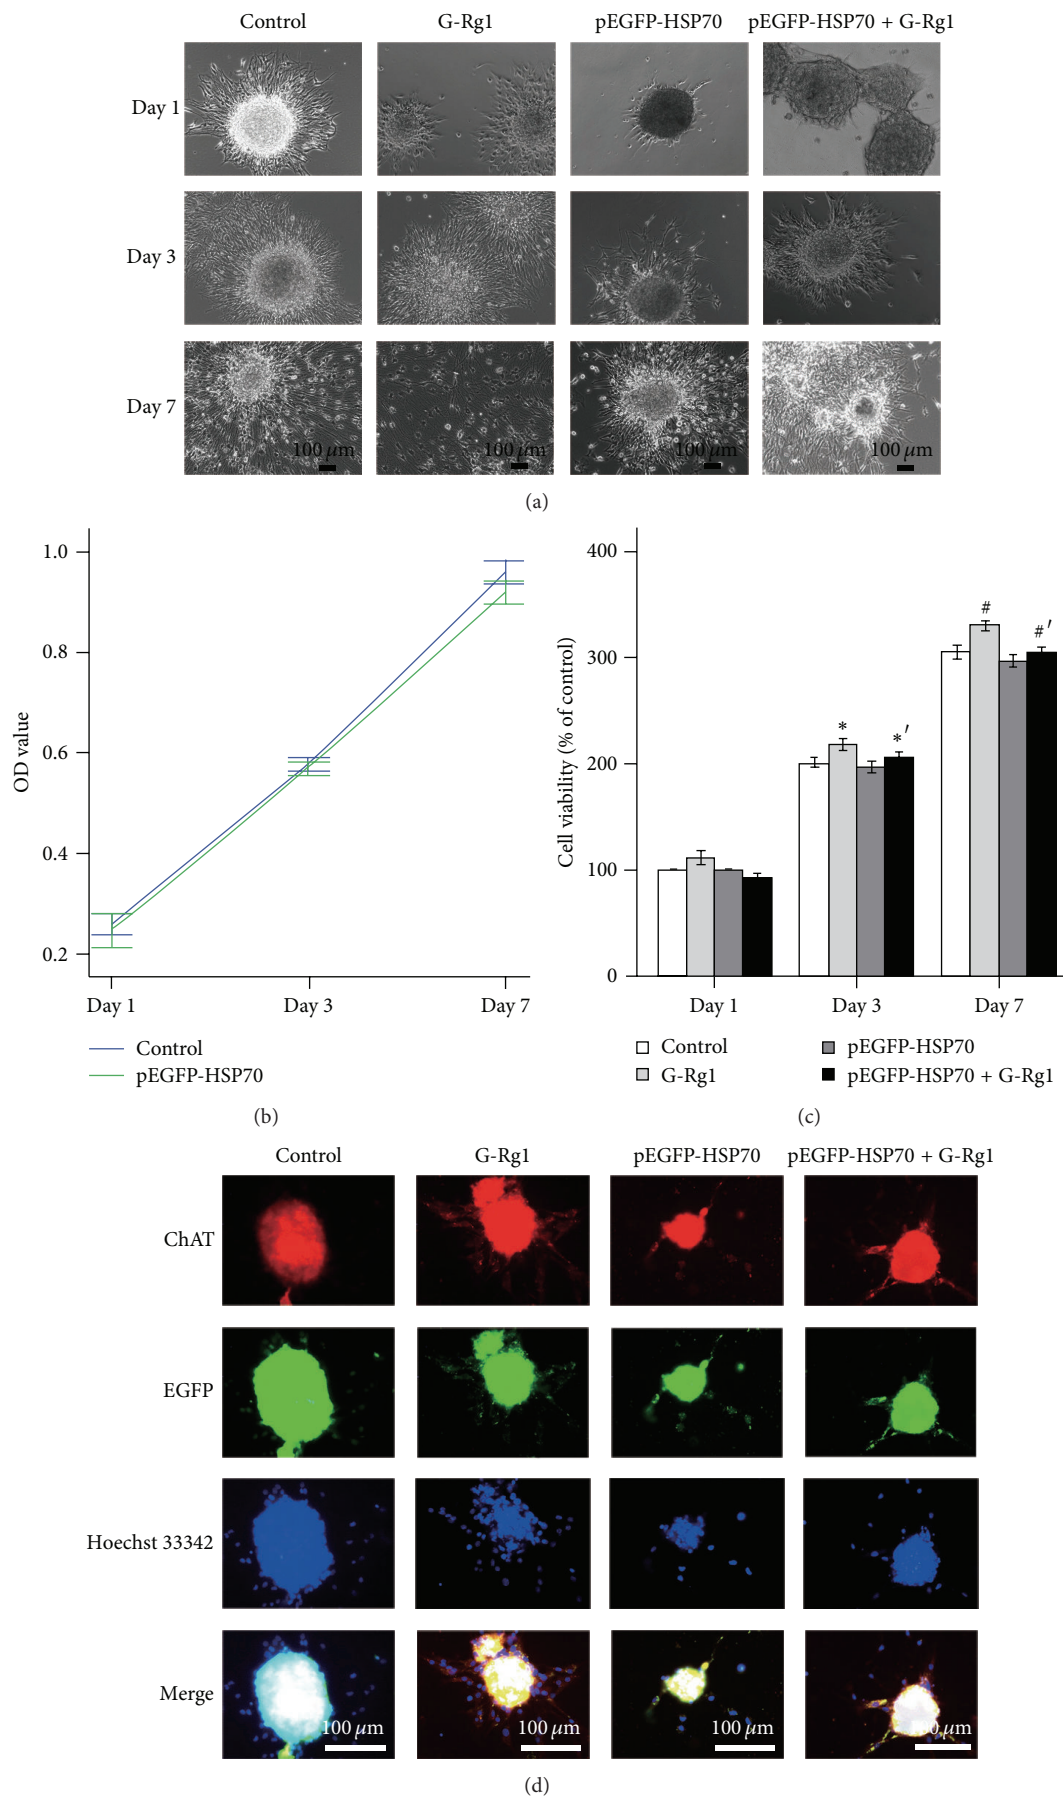 Control G-Rg1 pEGFP-HSP70 pEGFP-HSP70 + G-Rg1
Day 1
Day 3
Day 7
100 μm 100 μm 100 μm 100 μm
(a)
1.0
0.8
0.6
0.4
0.2
OD value
Day 1 Day 3 Day 7
Control
pEGFP-HSP70
(b)
400
300
200
100
0
Cell viability (% of control)
* *′ # #′
Day 1 Day 3 Day 7
Control pEGFP-HSP70
G-Rg1 pEGFP-HSP70 + G-Rg1
(c)
Control G-Rg1 pEGFP-HSP70 pEGFP-HSP70 + G-Rg1
ChAT
EGFP
Hoechst 33342
Merge
100 μm 100 μm 100 μm μm
(d)